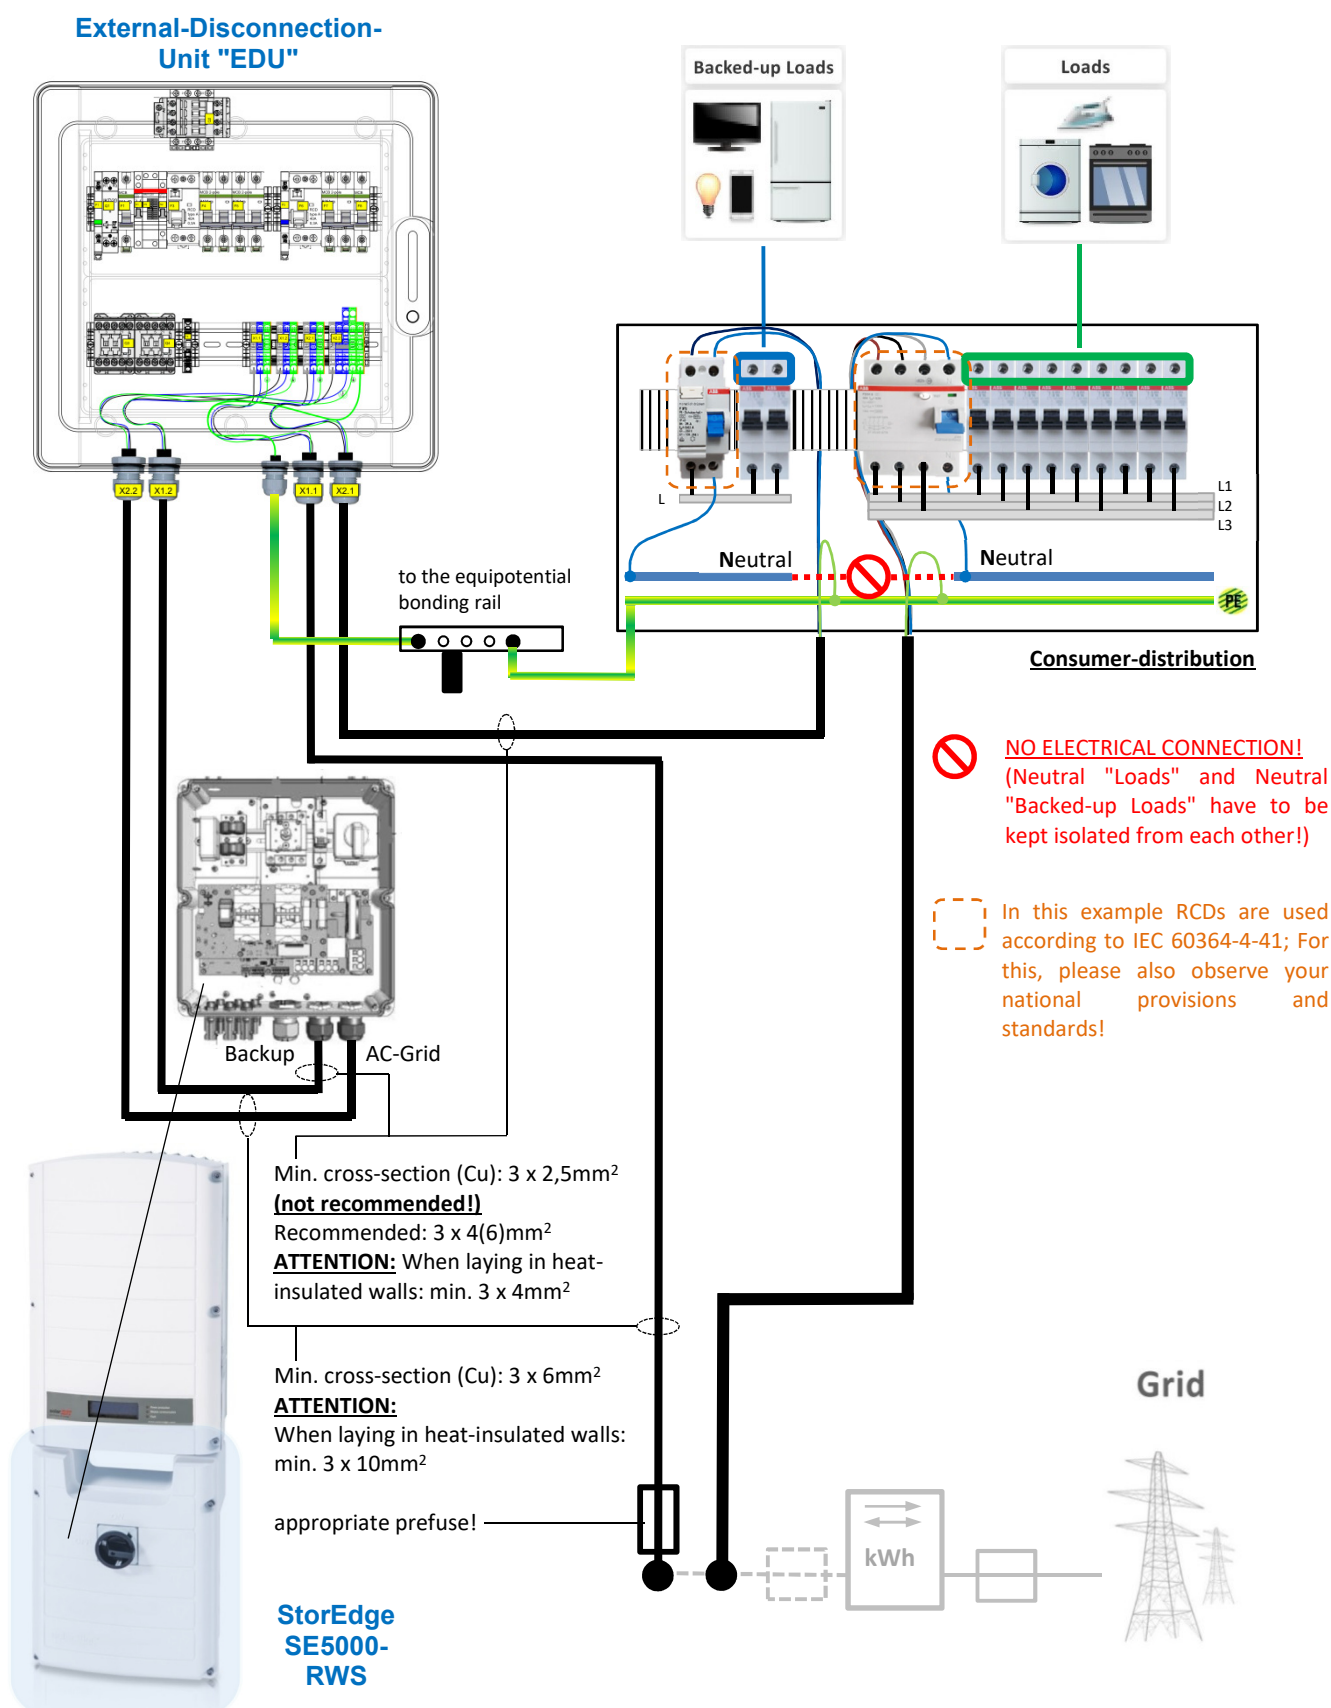 External-Disconnection-
Unit "EDU"
Backed-up Loads
Loads
X2.2
X1.2
X1.1
X2.1
L
L1
L2
L3
Neutral
Neutral
PE
to the equipotential
bonding rail
Consumer-distribution
NO ELECTRICAL CONNECTION!
(Neutral "Loads" and Neutral
"Backed-up Loads" have to be
kept isolated from each other!)
In this example RCDs are used
according to IEC 60364-4-41; For
this, please also observe your
national provisions and
standards!
Backup
AC-Grid
Min. cross-section (Cu): 3 x 2,5mm²
(not recommended!)
Recommended: 3 x 4(6)mm²
ATTENTION: When laying in heat-
insulated walls: min. 3 x 4mm²
Min. cross-section (Cu): 3 x 6mm²
ATTENTION:
When laying in heat-insulated walls:
min. 3 x 10mm²
appropriate prefuse!
Grid
kWh
StorEdge
SE5000-
RWS